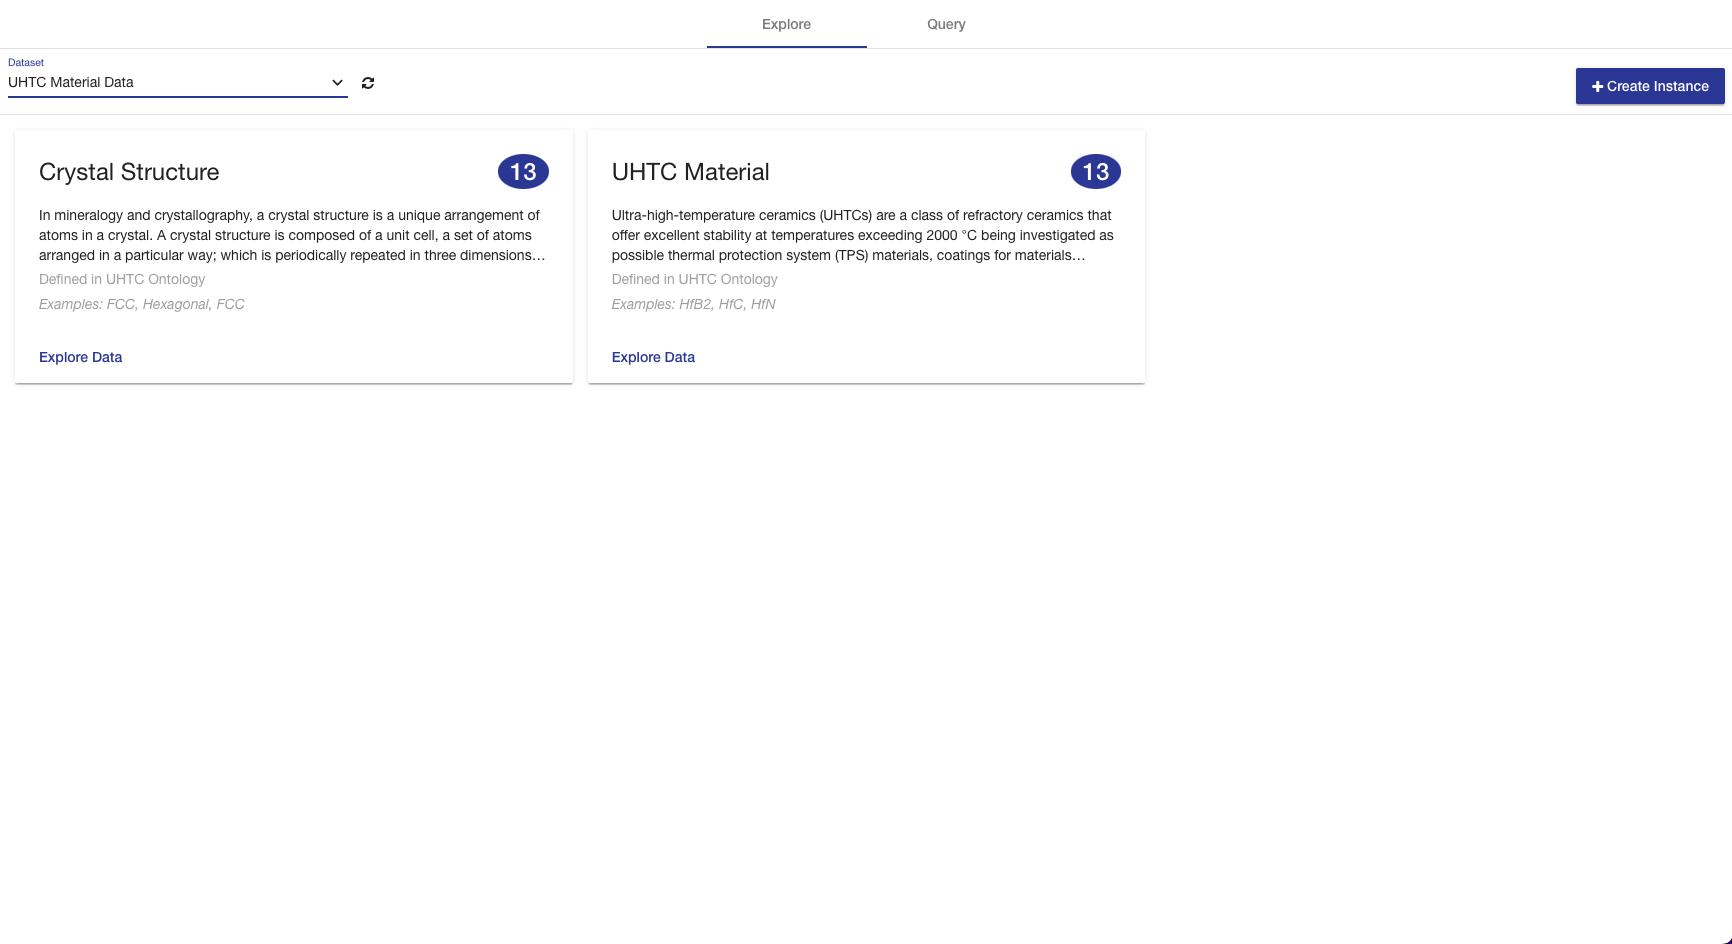 Explore Query
Dataset
UHTC Material Data
Create Instance
Crystal Structure 13
In mineralogy and crystallography, a crystal structure is a unique arrangement of
atoms in a crystal. A crystal structure is composed of a unit cell, a set of atoms
arranged in a particular way; which is periodically repeated in three dimensions…
Defined in UHTC Ontology
Examples: FCC, Hexagonal, FCC
Explore Data
UHTC Material 13
Ultra-high-temperature ceramics (UHTCs) are a class of refractory ceramics that
offer excellent stability at temperatures exceeding 2000 °C being investigated as
possible thermal protection system (TPS) materials, coatings for materials…
Defined in UHTC Ontology
Examples: HfB2, HfC, HfN
Explore Data